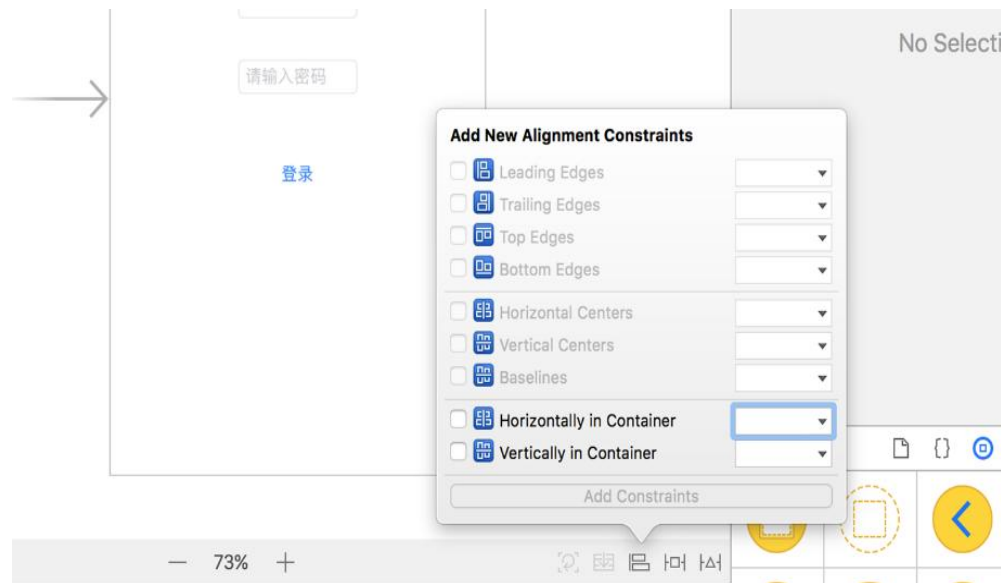 No Selecti
请输入密码
登录
Add New Alignment Constraints
Leading Edges
Trailing Edges
Top Edges
Bottom Edges
Horizontal Centers
Vertical Centers
Baselines
Horizontally in Container
Vertically in Container
Add Constraints
73%